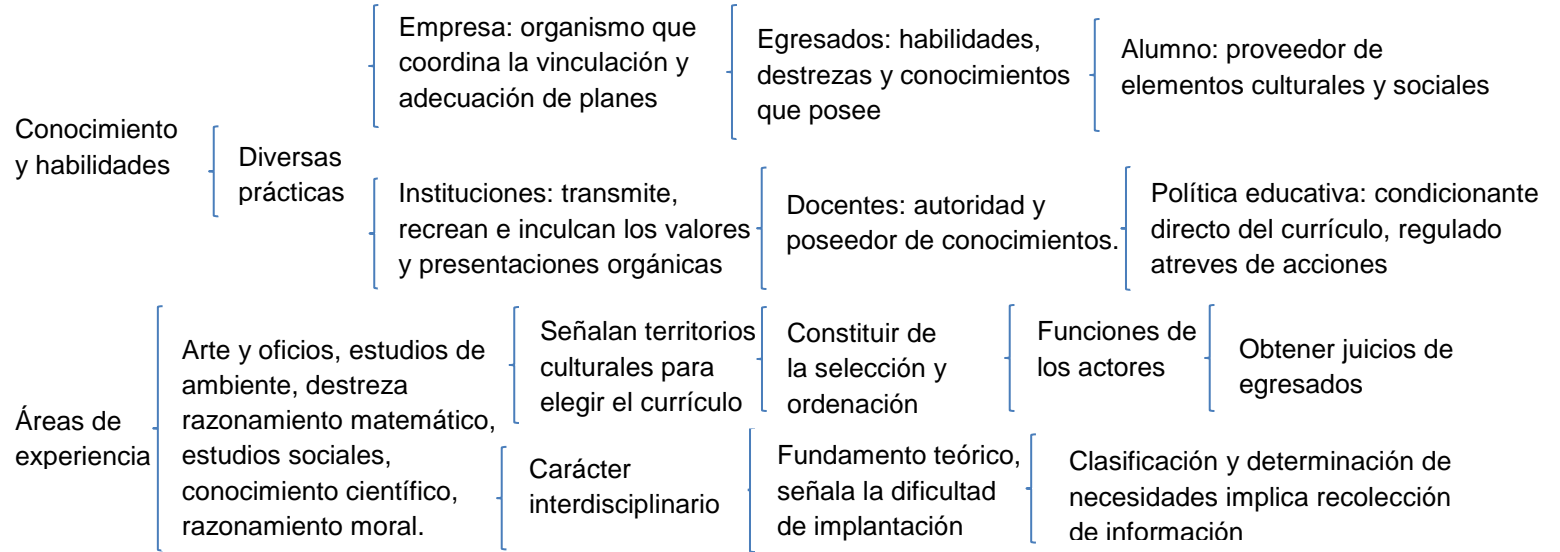 Conocimiento
y habilidades
Diversas
prácticas
Empresa: organismo que
coordina la vinculación y
adecuación de planes
Egresados: habilidades,
destrezas y conocimientos
que posee
Alumno: proveedor de
elementos culturales y sociales
Instituciones: transmite,
recrean e inculcan los valores
y presentaciones orgánicas
Docentes: autoridad y
poseedor de conocimientos.
Política educativa: condicionante
directo del currículo, regulado
atreves de acciones
Áreas de
experiencia
Arte y oficios, estudios de
ambiente, destreza
razonamiento matemático,
estudios sociales,
conocimiento científico,
razonamiento moral.
Señalan territorios
culturales para
elegir el currículo
Constituir de
la selección y
ordenación
Funciones de
los actores
Obtener juicios de
egresados
Carácter
interdisciplinario
Fundamento teórico,
señala la dificultad
de implantación
Clasificación y determinación de
necesidades implica recolección
de información